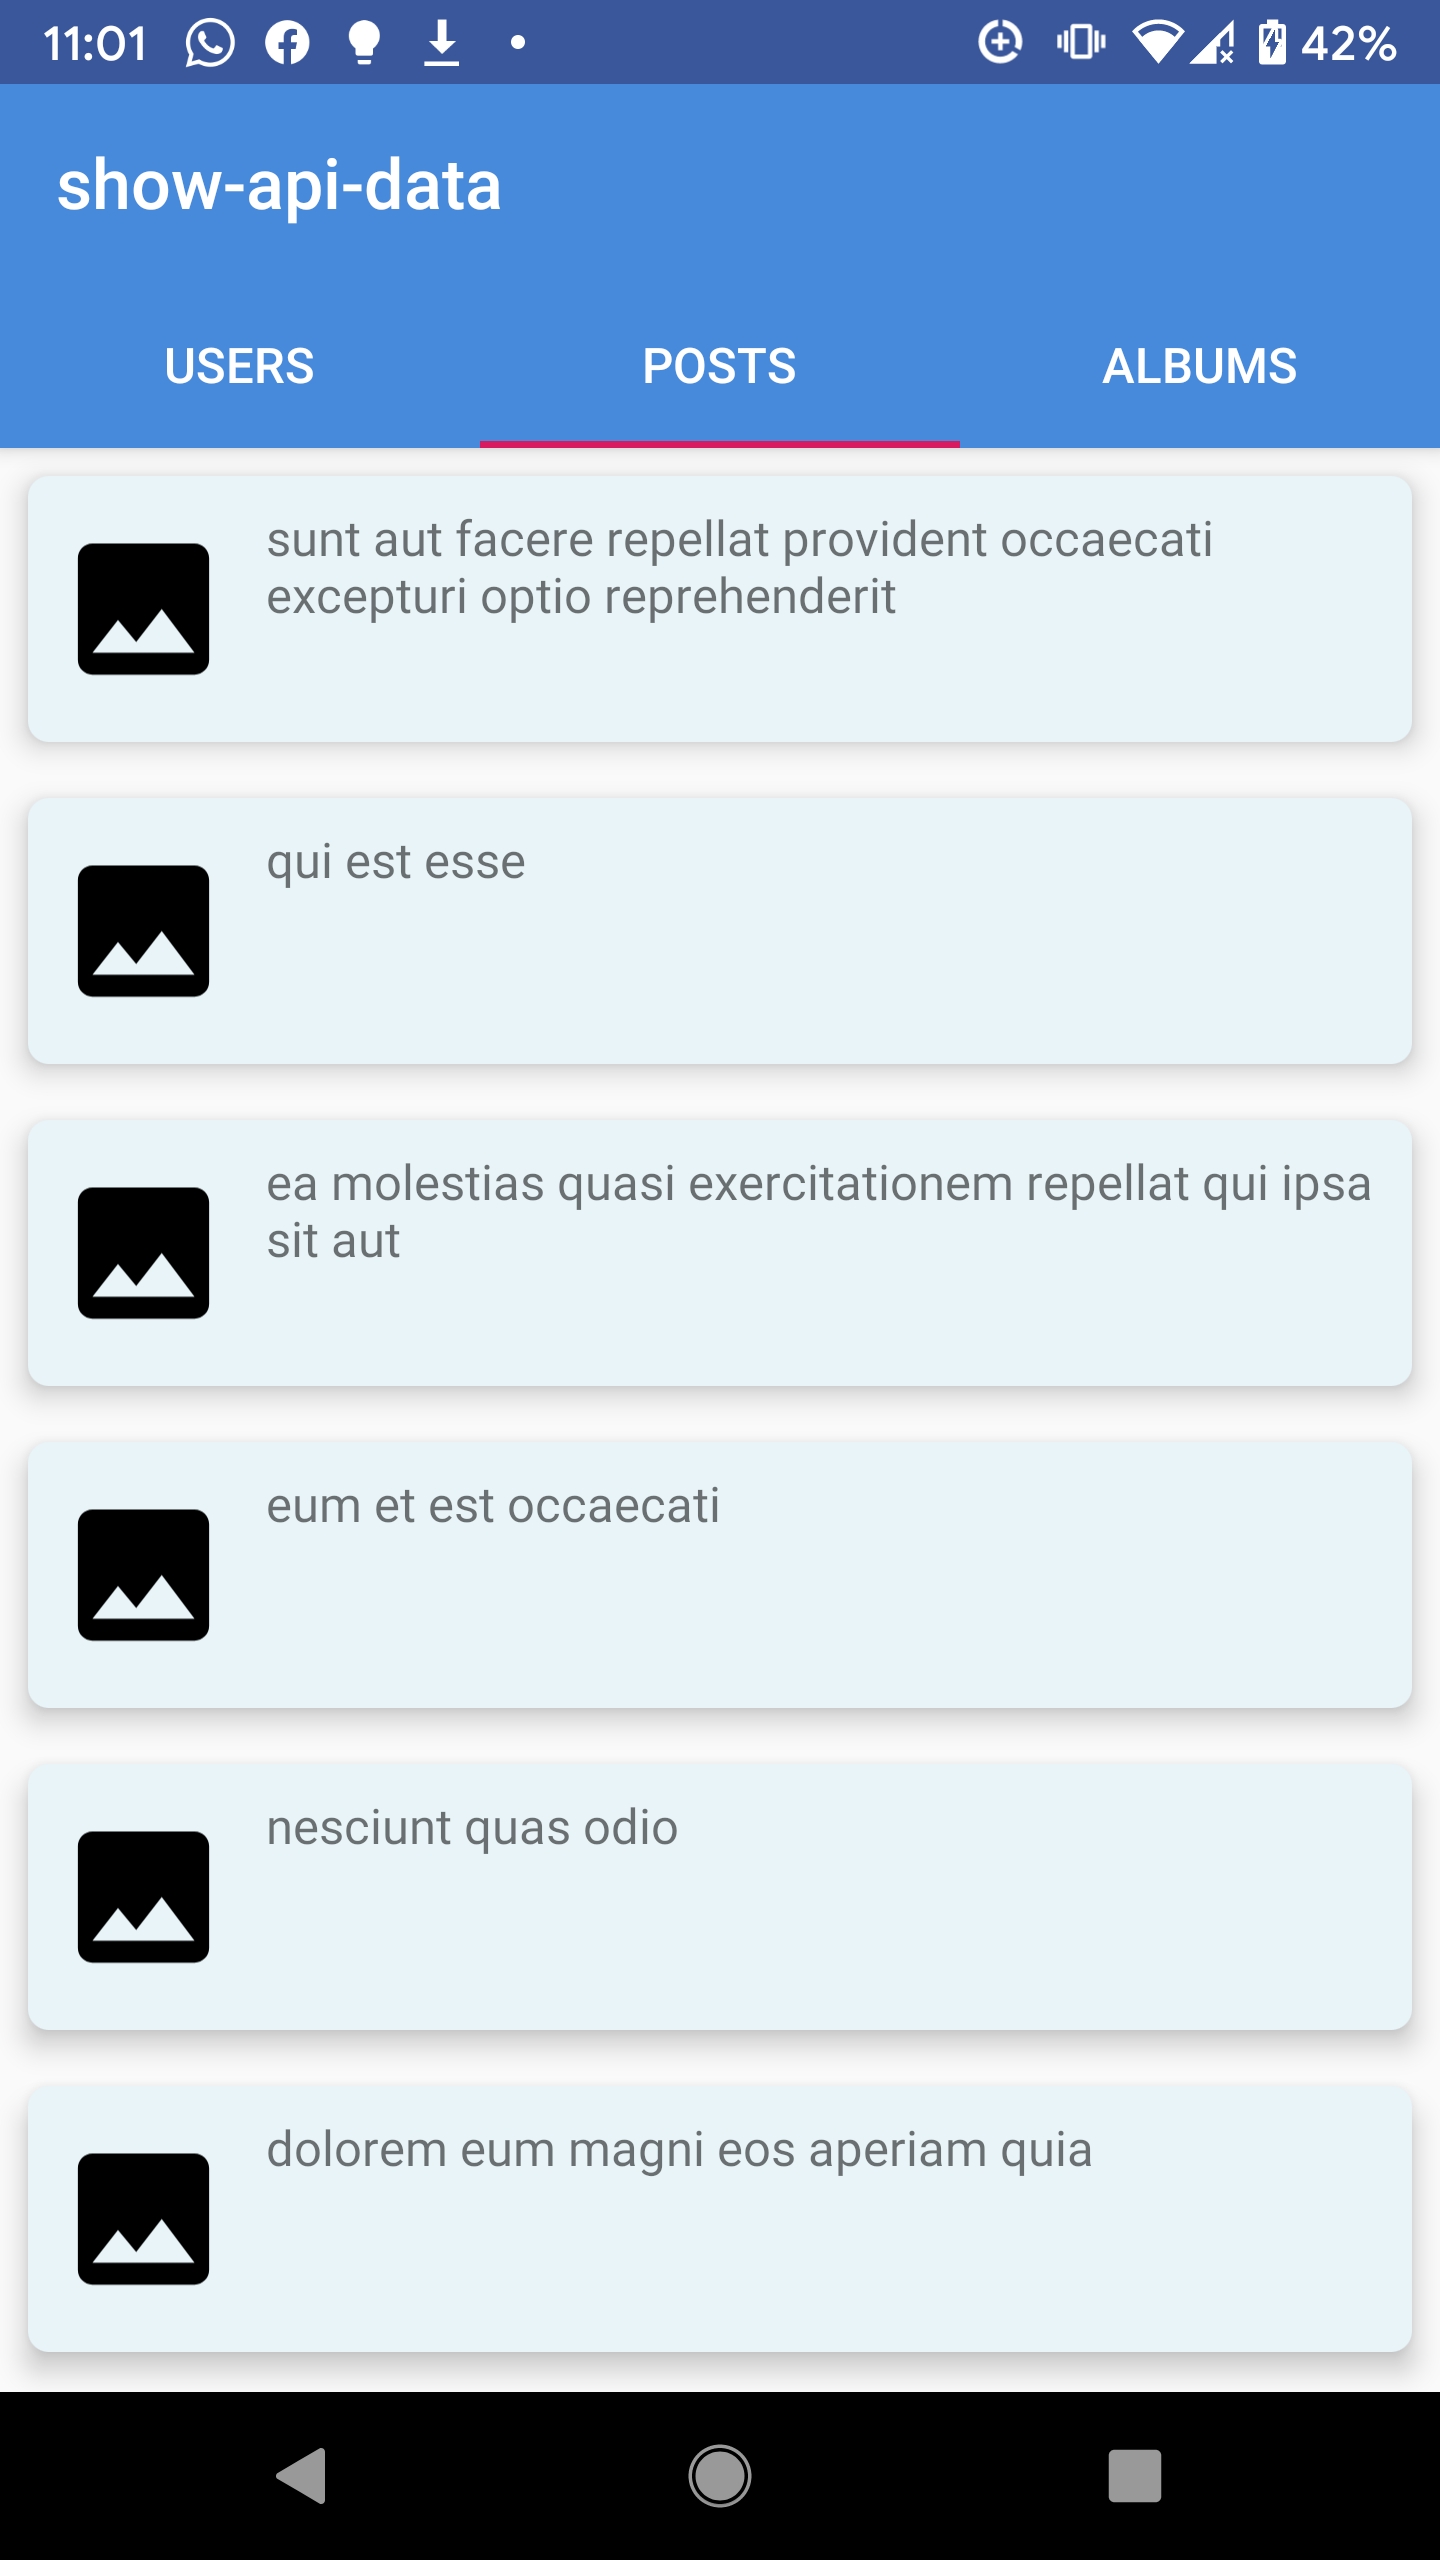 11:01 42%
show-api-data
USERS POSTS ALBUMS
sunt aut facere repellat provident occaecati
excepturi optio reprehenderit
qui est esse
ea molestias quasi exercitationem repellat qui ipsa
sit aut
eum et est occaecati
nesciunt quas odio
dolorem eum magni eos aperiam quia